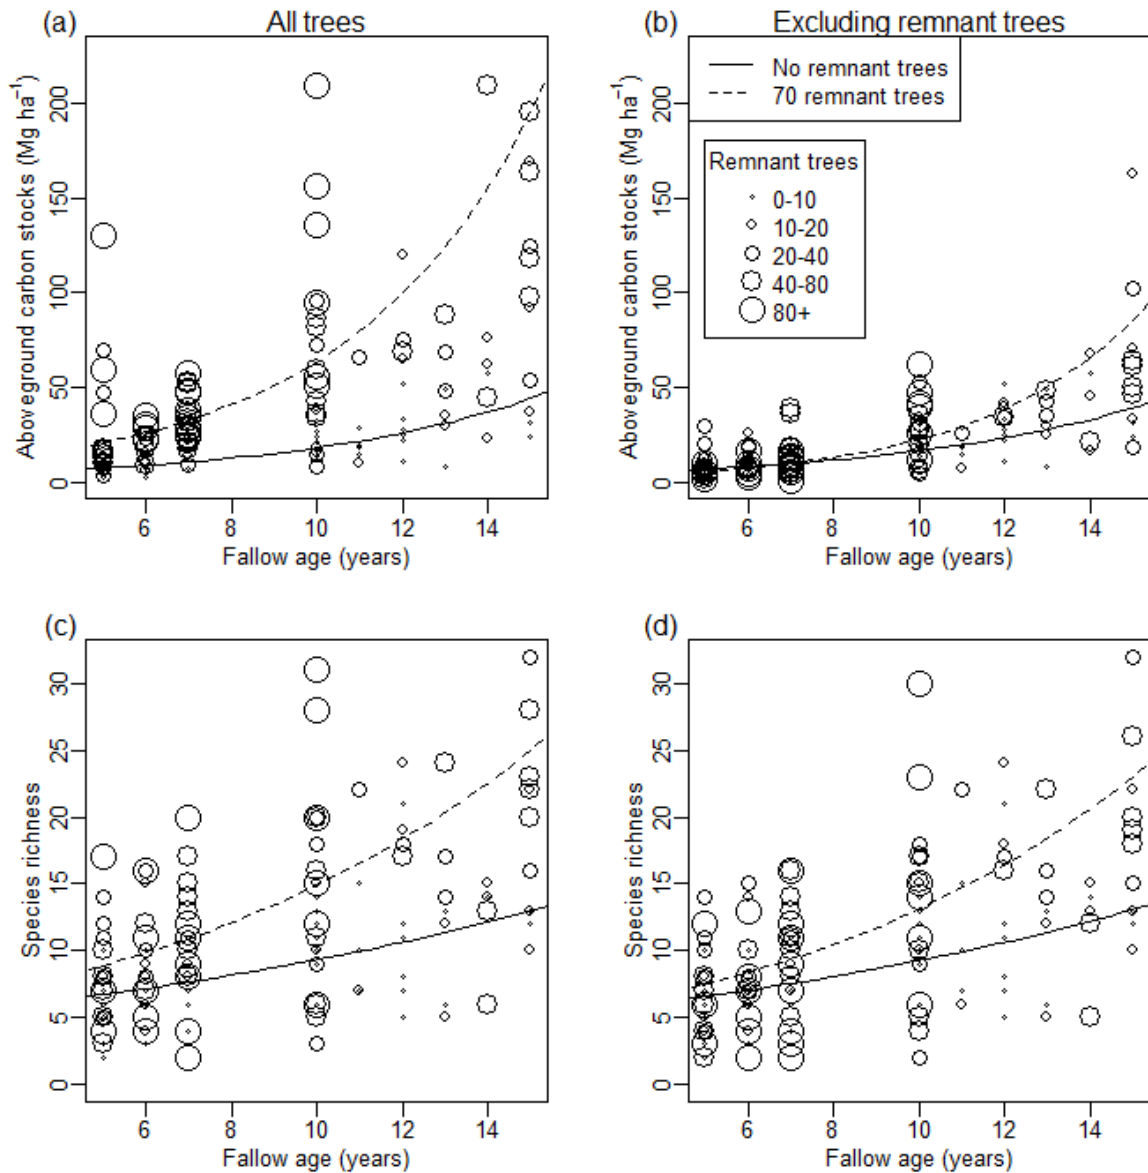 (a) All trees
Aboveground carbon stocks (Mg ha⁻¹)
200
150
100
50
0
6 8 10 12 14
Fallow age (years)
(b) Excluding remnant trees
No remnant trees
70 remnant trees
Remnant trees
0-10
10-20
20-40
40-80
80+
Aboveground carbon stocks (Mg ha⁻¹)
200
150
100
50
0
6 8 10 12 14
Fallow age (years)
(c)
Species richness
30
25
20
15
10
5
0
6 8 10 12 14
Fallow age (years)
(d)
Species richness
30
25
20
15
10
5
0
6 8 10 12 14
Fallow age (years)